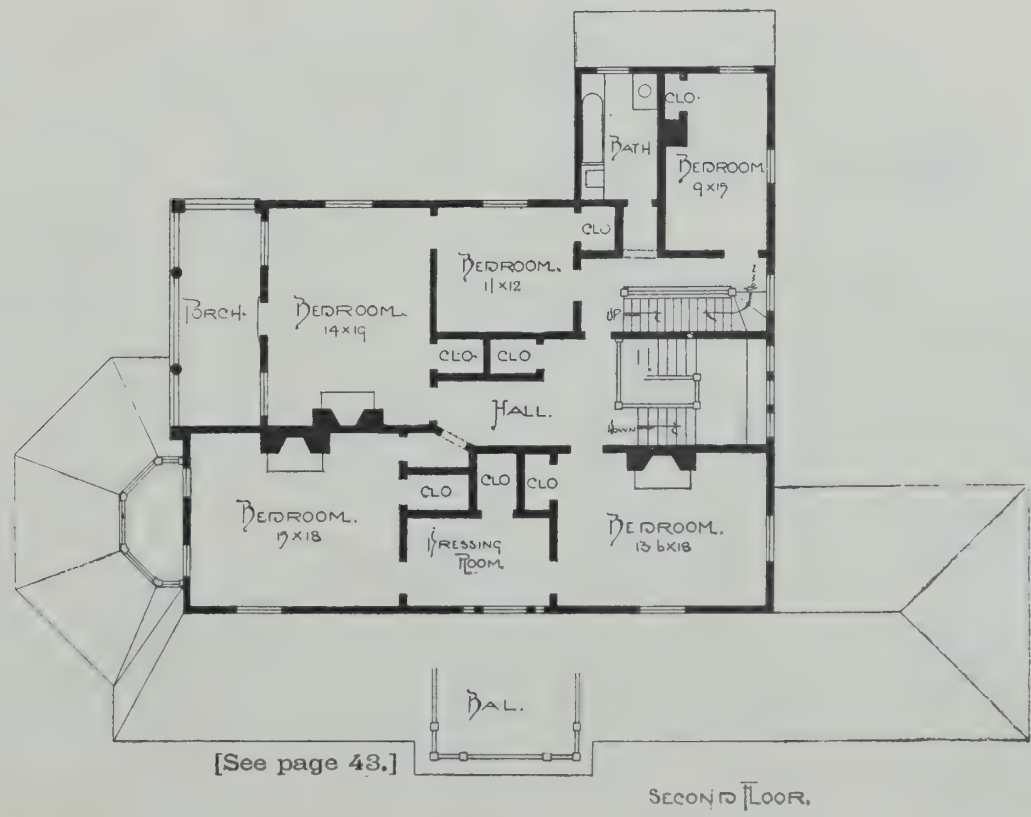 CLO.
BATH
BEDROOM
9x15
CLO
BEDROOM.
11x12
PORCH.
BEDROOM.
14x19
UP
CLO.
CLO
HALL.
DOWN
CLO
CLO
CLO
BEDROOM.
15x18
DRESSING
ROOM.
BEDROOM.
13.6x18
BAL.
[See page 43.]
SECOND FLOOR.